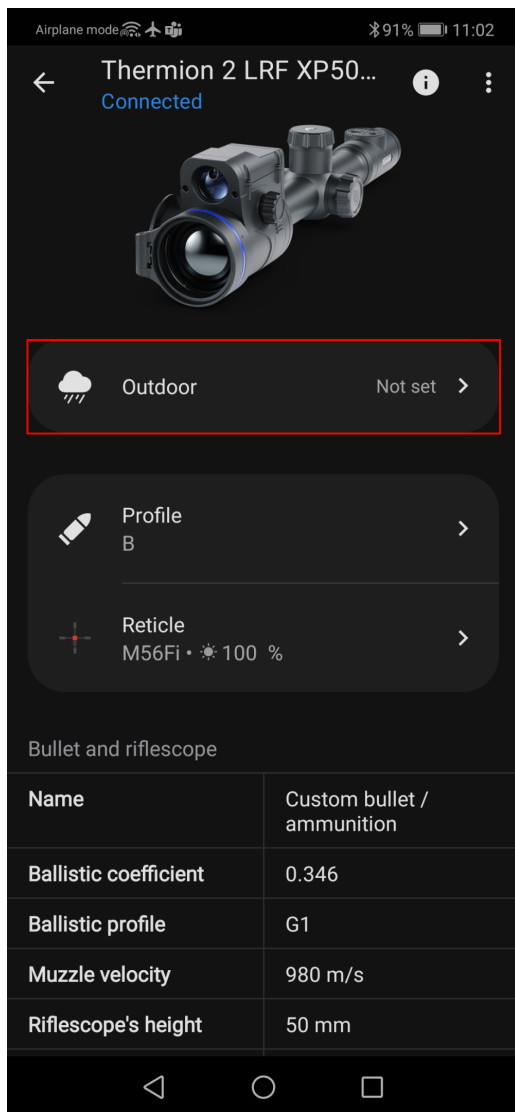 Airplane mode 91% 11:02
Thermion 2 LRF XP50...
Connected
Outdoor Not set
Profile
B
Reticle
M56Fi • 100 %
Bullet and riflescope
Name Custom bullet /
ammunition
Ballistic coefficient 0.346
Ballistic profile G1
Muzzle velocity 980 m/s
Riflescope's height 50 mm